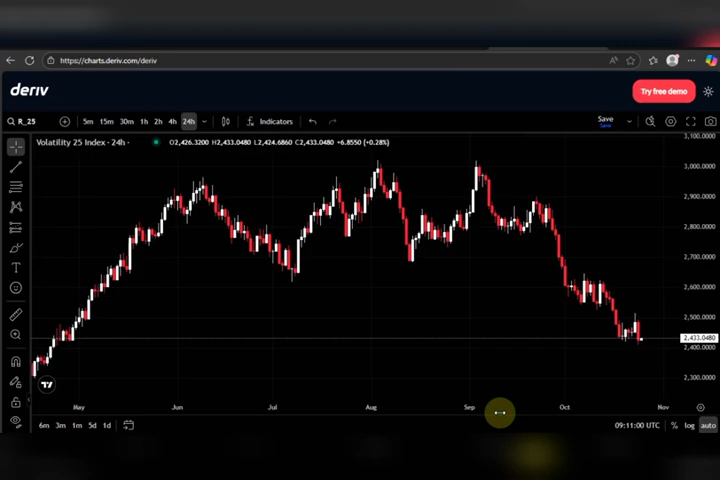 https://charts.deriv.com/deriv
deriv
Try free demo
R_25
5m 15m 30m 1h 2h 4h 24h
Indicators
Save
Save
Volatility 25 Index · 24h ·
O2,426.3200 H2,433.0480 L2,424.6860 C2,433.0480 +6.8550 (+0.28%)
3,100.0000
3,000.0000
2,900.0000
2,800.0000
2,700.0000
2,600.0000
2,500.0000
2,433.0480
2,400.0000
2,300.0000
May Jun Jul Aug Sep Oct Nov
6m 3m 1m 5d 1d
09:11:00 UTC % log auto